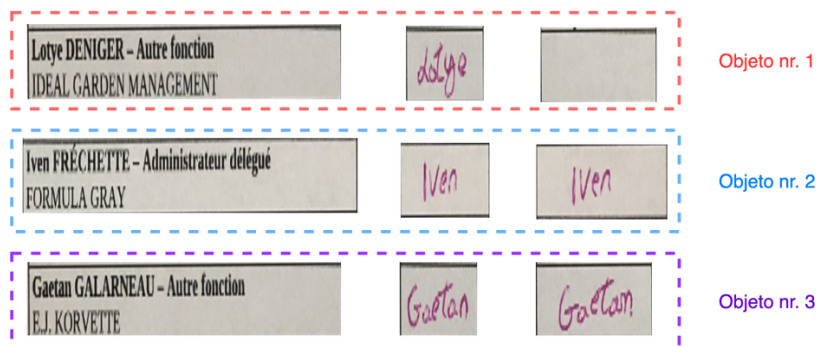 Lotye DENIGER – Autre fonction
IDEAL GARDEN MANAGEMENT
Lotye
Objeto nr. 1
Iven FRÉCHETTE – Administrateur délégué
FORMULA GRAY
Iven
Iven
Objeto nr. 2
Gaetan GALARNEAU – Autre fonction
E.J. KORVETTE
Gaetan
Gaetan
Objeto nr. 3